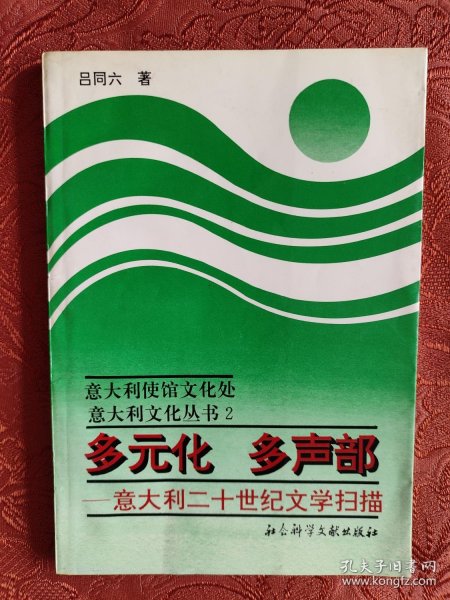 吕同六 著
意大利使馆文化处
意大利文化丛书2
多元化 多声部
—意大利二十世纪文学扫描
社会科学文献出版社
孔夫子旧书网
www.kongfz.com